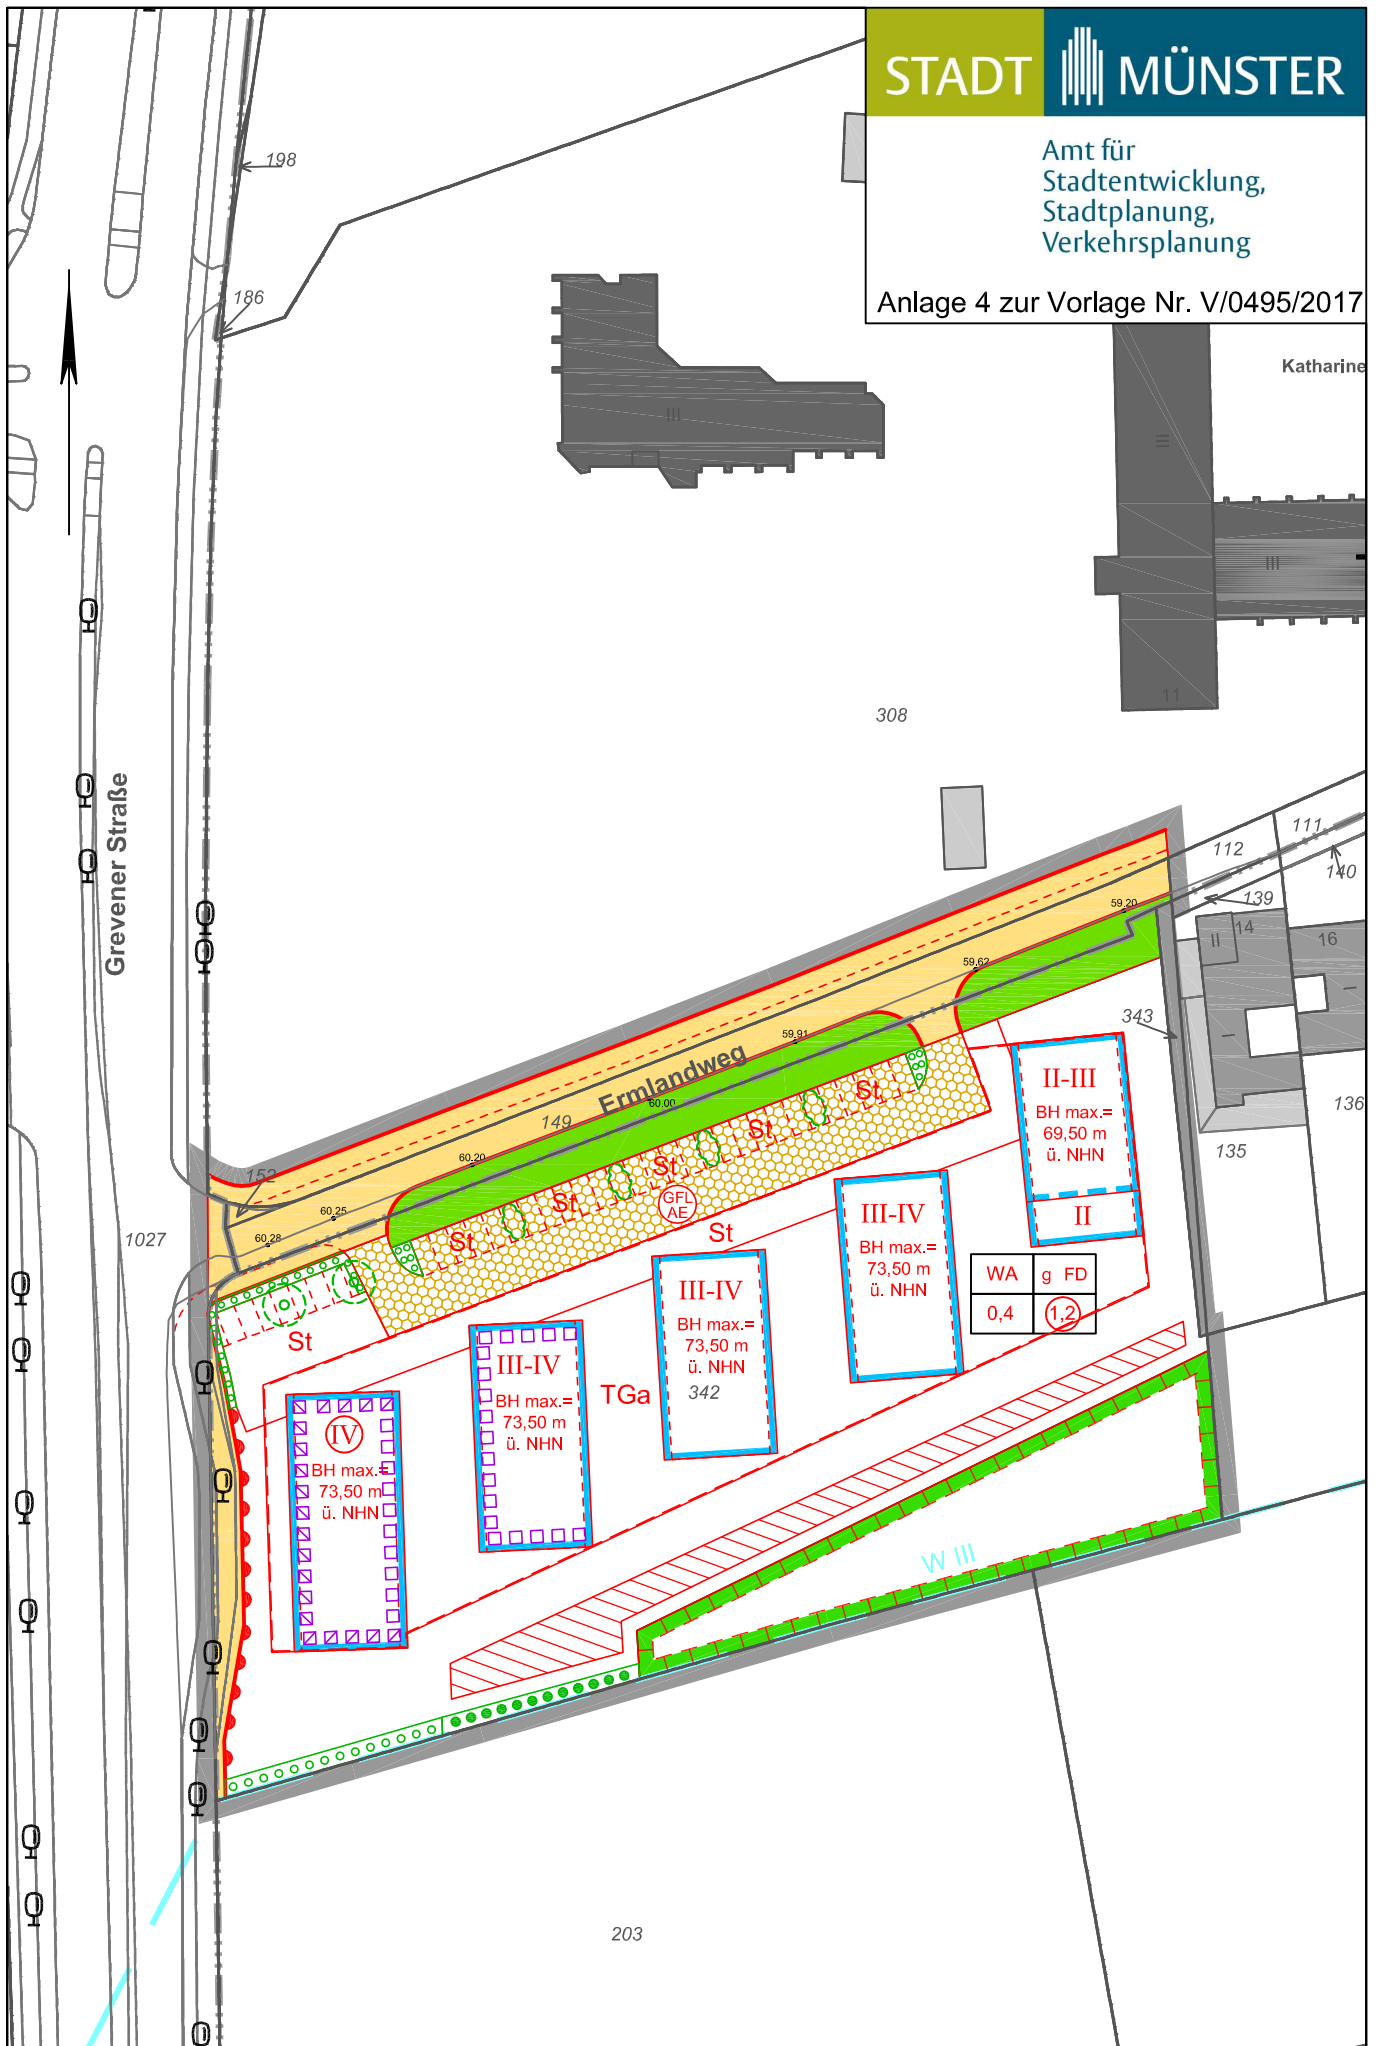 STADT MÜNSTER
Amt für
Stadtentwicklung,
Stadtplanung,
Verkehrsplanung
Anlage 4 zur Vorlage Nr. V/0495/2017
198
186
Katharine
III
III
III
11
308
Grevener Straße
111
112
140
139
59.20
14
II
16
I
I
59.62
343
59.91
Ermlandweg
60.00
149
136
135
60.20
152
60.25
60.28
1027
St
St
St
St
St
GFL
AE
St
St
II-III
BH max.=
69,50 m
ü. NHN
II
III-IV
BH max.=
73,50 m
ü. NHN
WA
g FD
0,4
1,2
III-IV
BH max.=
73,50 m
ü. NHN
342
TGa
III-IV
BH max.=
73,50 m
ü. NHN
IV
BH max.=
73,50 m
ü. NHN
W III
203